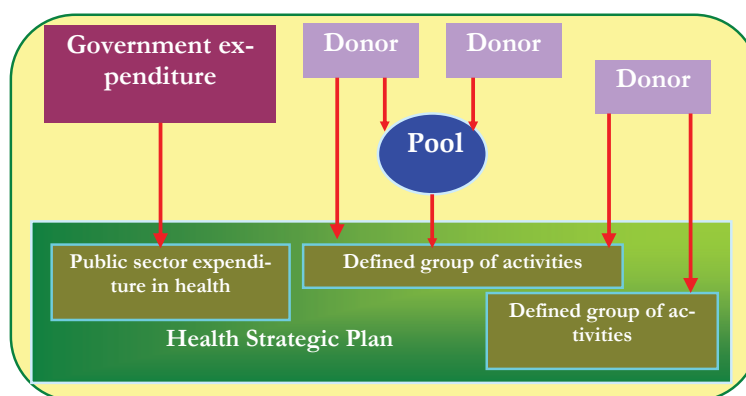 Government ex-
penditure
Donor
Donor
Donor
Pool
Public sector expendi-
ture in health
Defined group of activities
Defined group of ac-
tivities
Health Strategic Plan